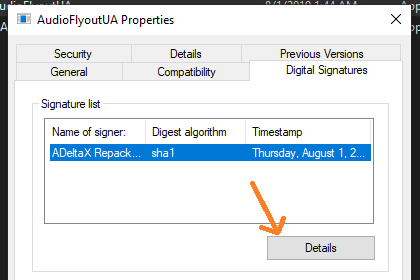 8/1/2019 1:44 AM
AudioFlyoutUA Properties
Security Details Previous Versions
General Compatibility Digital Signatures
Signature list
Name of signer: Digest algorithm Timestamp
ADeltaX Repack... sha1 Thursday, August 1, 2...
Details